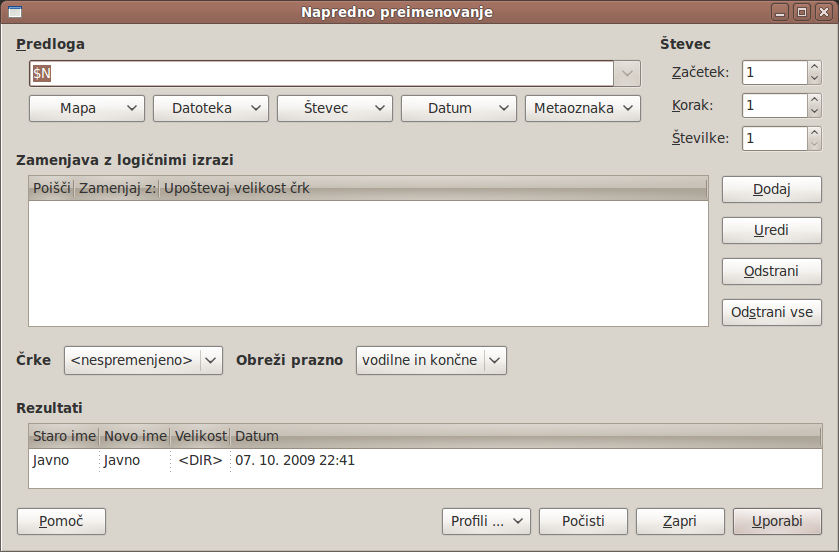 Napredno preimenovanje
Predloga
$N
Mapa Datoteka Števec Datum Metaoznaka
Števec
Začetek: 1
Korak: 1
Številke: 1
Zamenjava z logičnimi izrazi
Poišči Zamenjaj z: Upoštevaj velikost črk
Dodaj
Uredi
Odstrani
Odstrani vse
Črke <nespremenjeno> Obreži prazno vodilne in končne
Rezultati
Staro ime Novo ime Velikost Datum
Javno Javno <DIR> 07. 10. 2009 22:41
Pomoč Profili ... Počisti Zapri Uporabi